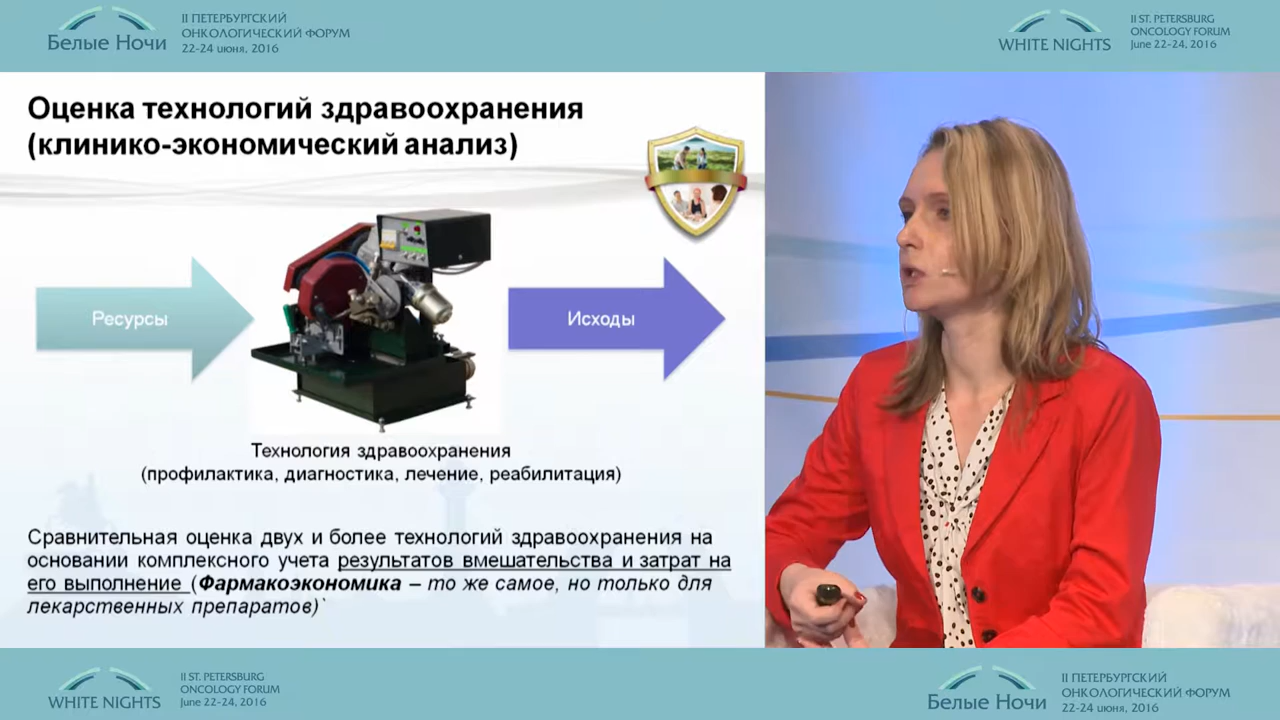 Белые Ночи
II ПЕТЕРБУРГСКИЙ
ОНКОЛОГИЧЕСКИЙ ФОРУМ
22-24 июня, 2016
WHITE NIGHTS
II ST. PETERSBURG
ONCOLOGY FORUM
June 22-24, 2016
Оценка технологий здравоохранения
(клинико-экономический анализ)
Ресурсы
Исходы
Технология здравоохранения
(профилактика, диагностика, лечение, реабилитация)
Сравнительная оценка двух и более технологий здравоохранения на
основании комплексного учета результатов вмешательства и затрат на
его выполнение (Фармакоэкономика – то же самое, но только для
лекарственных препаратов)`
WHITE NIGHTS
II ST. PETERSBURG
ONCOLOGY FORUM
June 22-24, 2016
Белые Ночи
II ПЕТЕРБУРГСКИЙ
ОНКОЛОГИЧЕСКИЙ ФОРУМ
22-24 июня, 2016